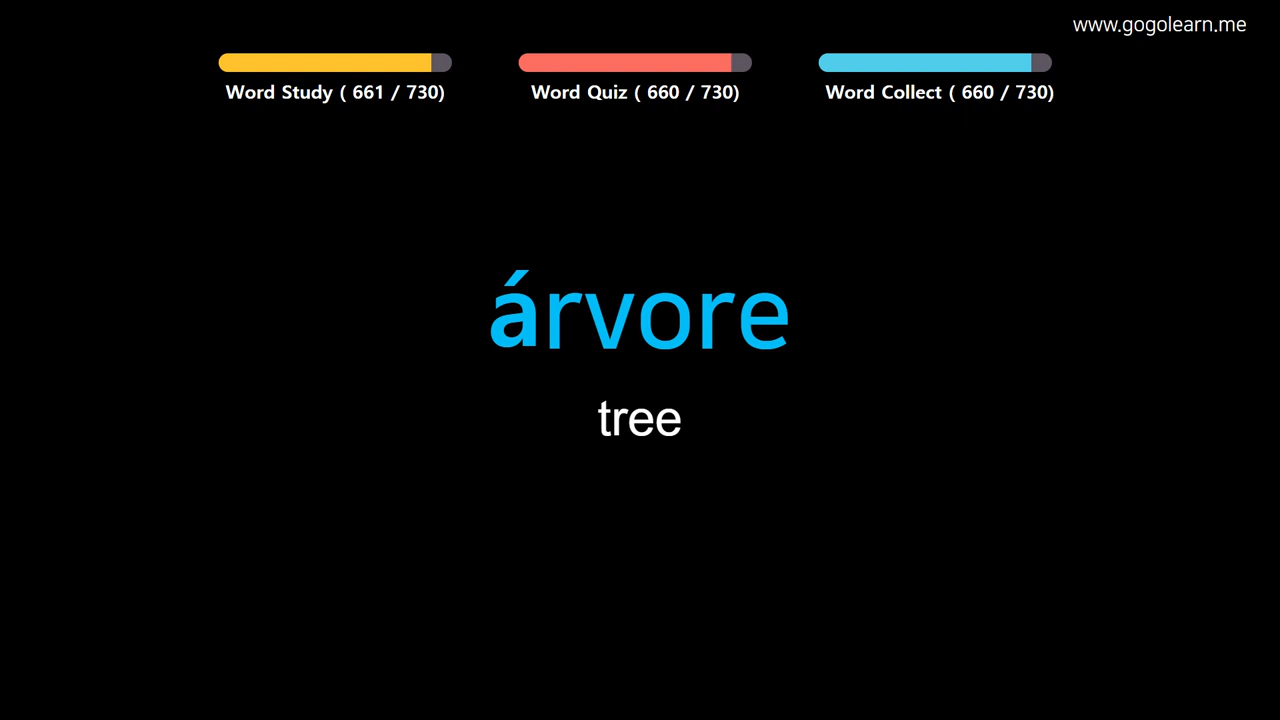 www.gogolearn.me
Word Study ( 661 / 730)
Word Quiz ( 660 / 730)
Word Collect ( 660 / 730)
árvore
tree